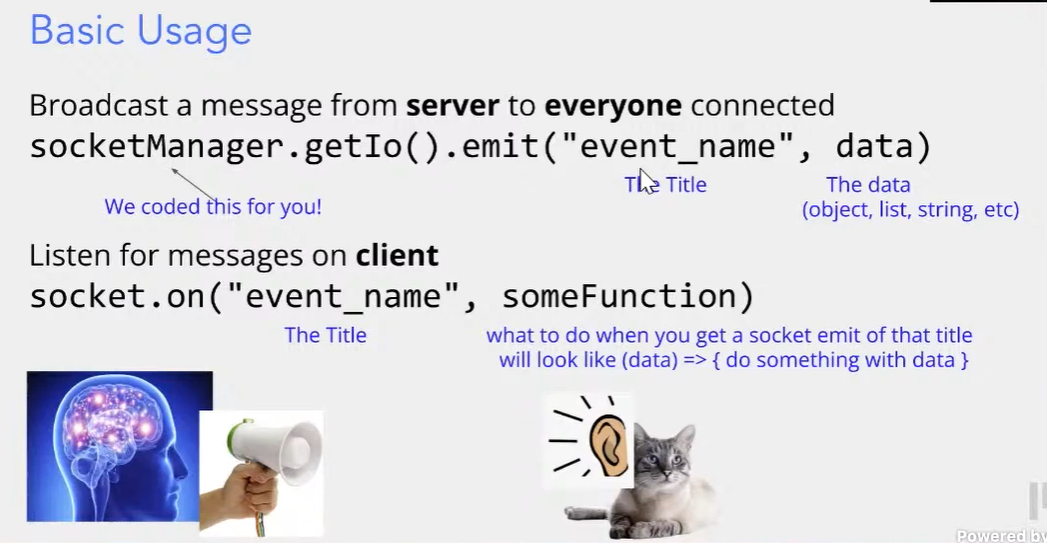 Basic Usage
Broadcast a message from server to everyone connected
socketManager.getIo().emit("event_name", data)
The Title
The data
(object, list, string, etc)
We coded this for you!
Listen for messages on client
socket.on("event_name", someFunction)
The Title
what to do when you get a socket emit of that title
will look like (data) => { do something with data }
Powered by